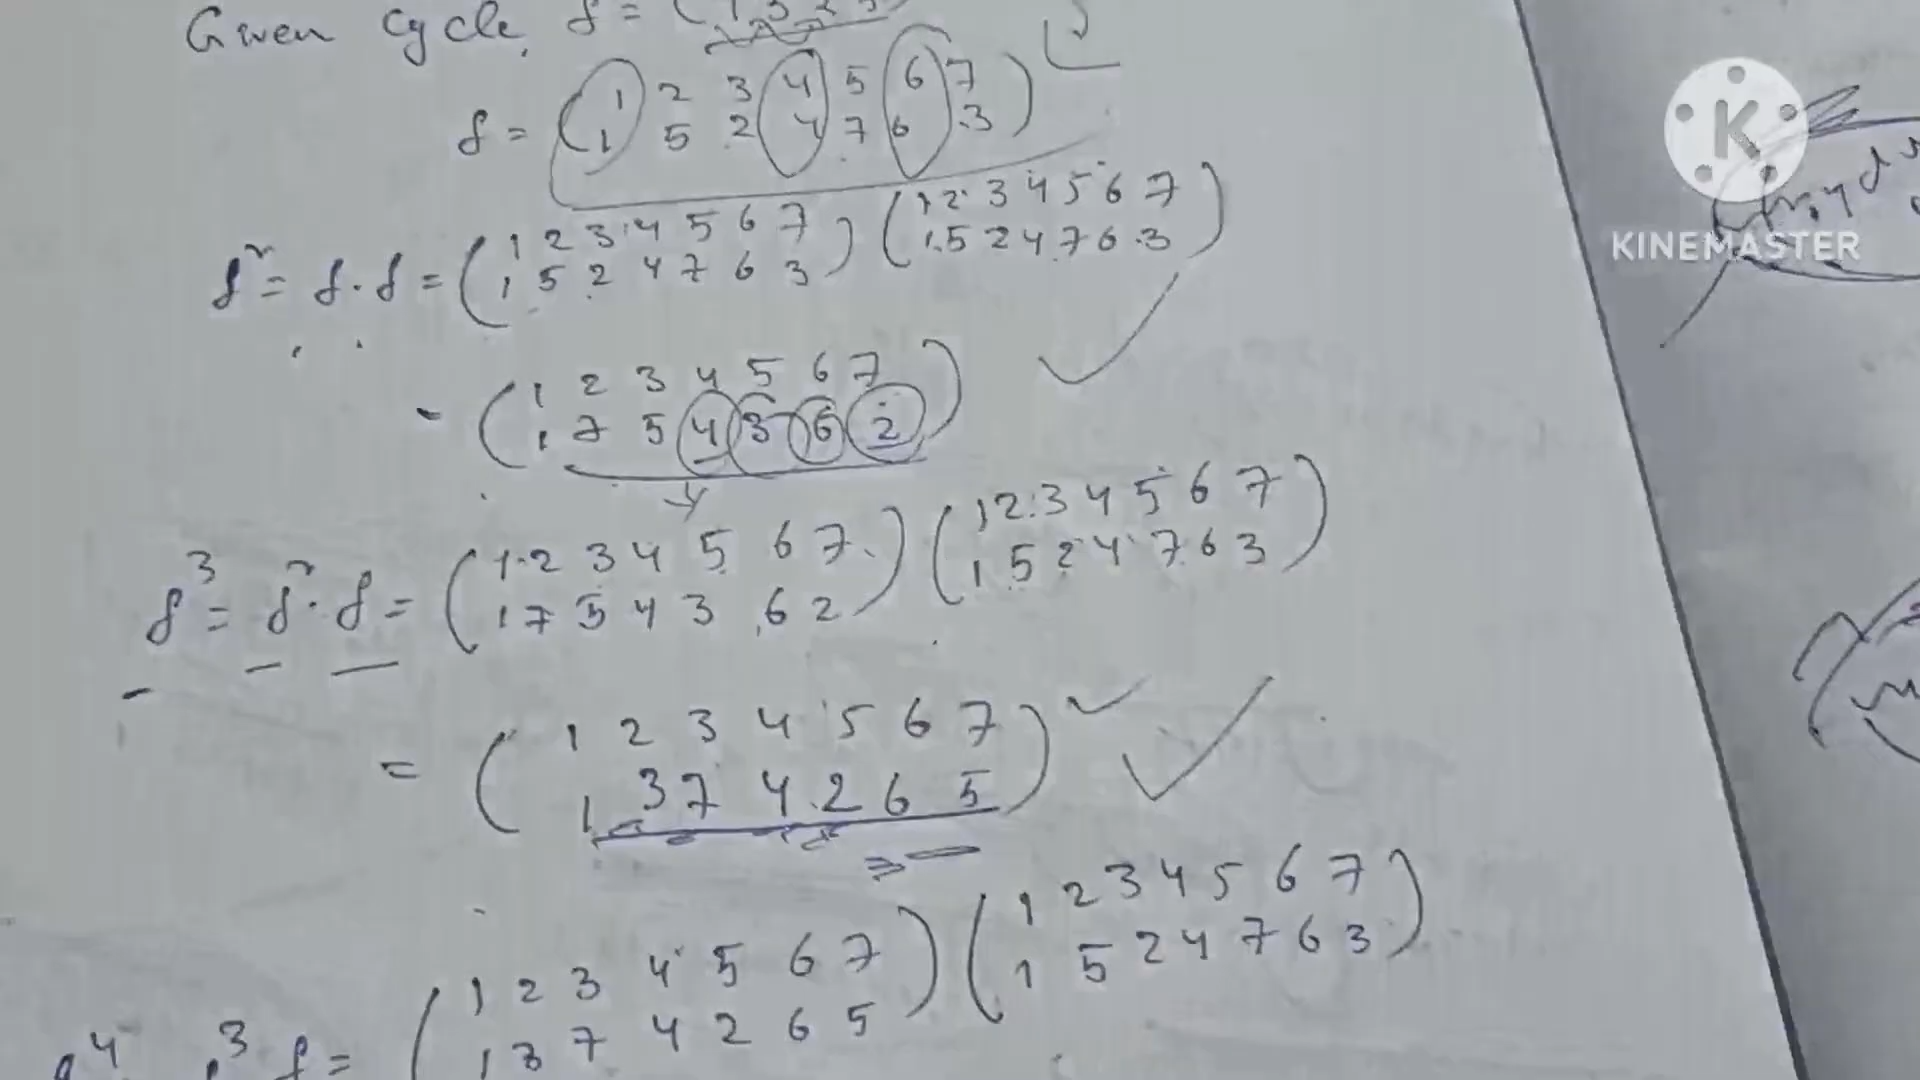 Given cycle, f = (1 3 2 5
f = ( 1 2 3 4 5 6 7
1 5 2 4 7 6 3 )
f² = f . f = ( 1 2 3 4 5 6 7 ) ( 1 2 3 4 5 6 7 )
( 1 5 2 4 7 6 3 ) ( 1 5 2 4 7 6 3 )
= ( 1 2 3 4 5 6 7 )
( 1 7 5 4 3 6 2 )
f³ = f² . f = ( 1 2 3 4 5 6 7 ) ( 1 2 3 4 5 6 7 )
( 1 7 5 4 3 6 2 ) ( 1 5 2 4 7 6 3 )
= ( 1 2 3 4 5 6 7 )
( 1 3 7 4 2 6 5 )
( 1 2 3 4 5 6 7 ) ( 1 2 3 4 5 6 7 )
f⁴ f³ f = ( 1 3 7 4 2 6 5 ) ( 1 5 2 4 7 6 3 )
K
KINEMASTER